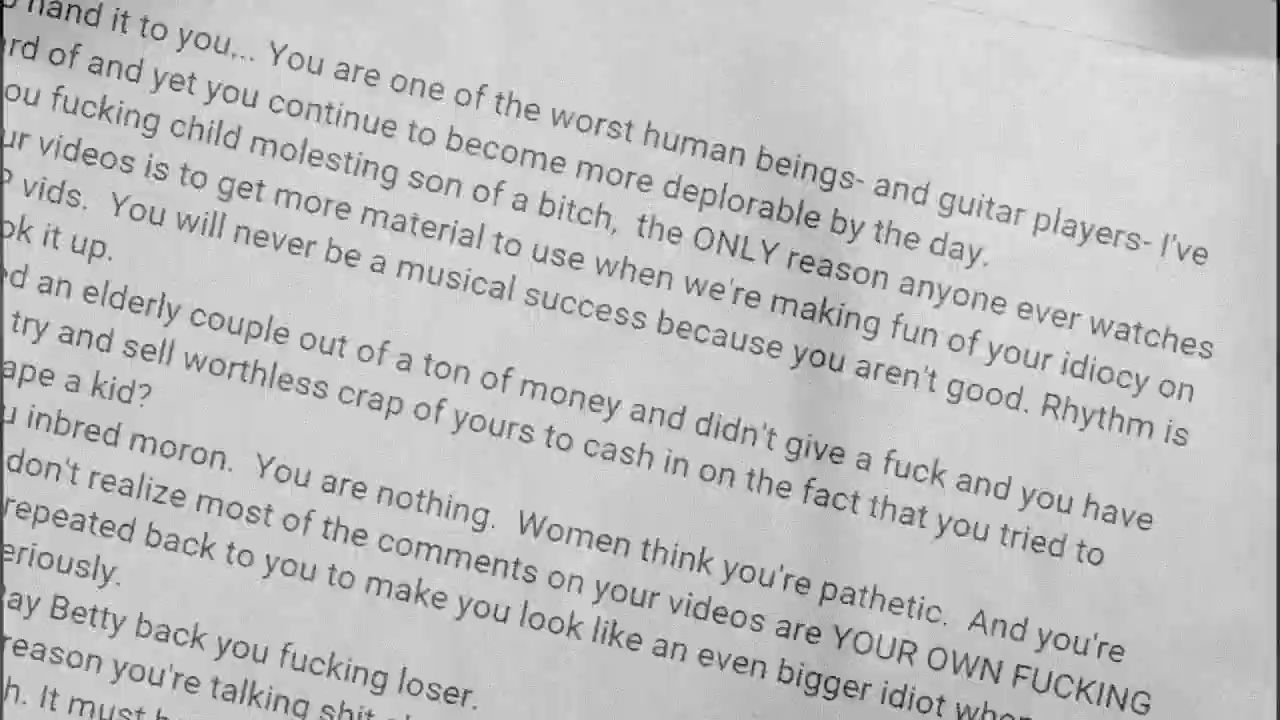 hand it to you... You are one of the worst human beings- and guitar players- I've
rd of and yet you continue to become more deplorable by the day.
ou fucking child molesting son of a bitch, the ONLY reason anyone ever watches
ur videos is to get more material to use when we're making fun of your idiocy on
vids. You will never be a musical success because you aren't good. Rhythm is
ok it up.
d an elderly couple out of a ton of money and didn't give a fuck and you have
try and sell worthless crap of yours to cash in on the fact that you tried to
ape a kid?
u inbred moron. You are nothing. Women think you're pathetic. And you're
don't realize most of the comments on your videos are YOUR OWN FUCKING
repeated back to you to make you look like an even bigger idiot when
eriously.
ay Betty back you fucking loser.
reason you're talking shit
h. It must